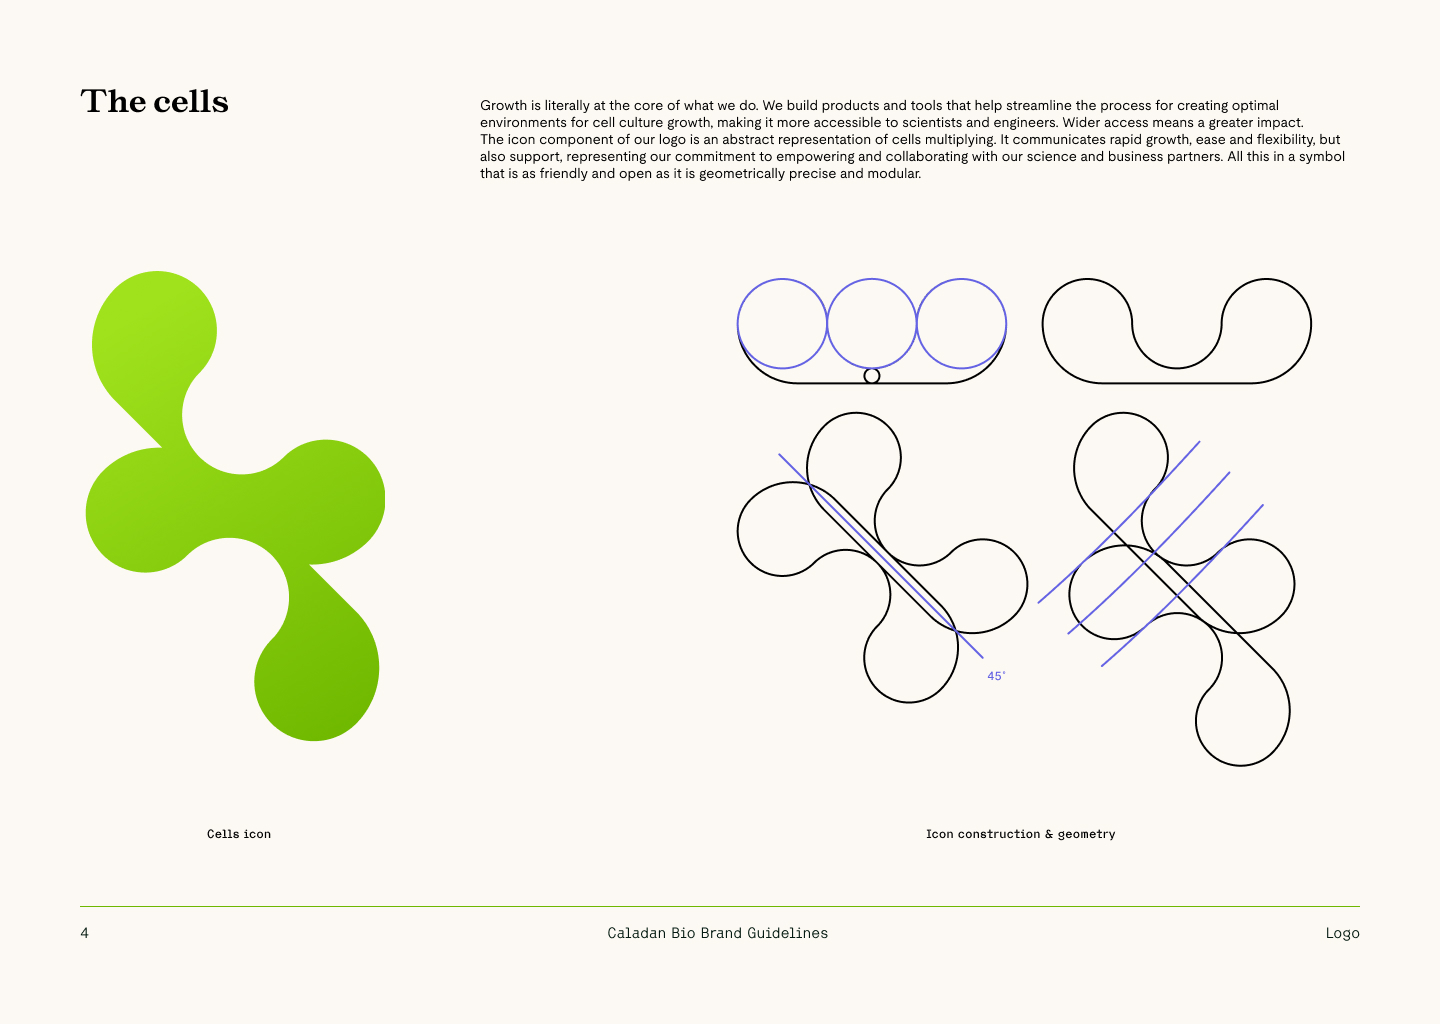 The cells
Growth is literally at the core of what we do. We build products and tools that help streamline the process for creating optimal
environments for cell culture growth, making it more accessible to scientists and engineers. Wider access means a greater impact.
The icon component of our logo is an abstract representation of cells multiplying. It communicates rapid growth, ease and flexibility, but
also support, representing our commitment to empowering and collaborating with our science and business partners. All this in a symbol
that is as friendly and open as it is geometrically precise and modular.
45°
Cells icon
Icon construction & geometry
4
Caladan Bio Brand Guidelines
Logo